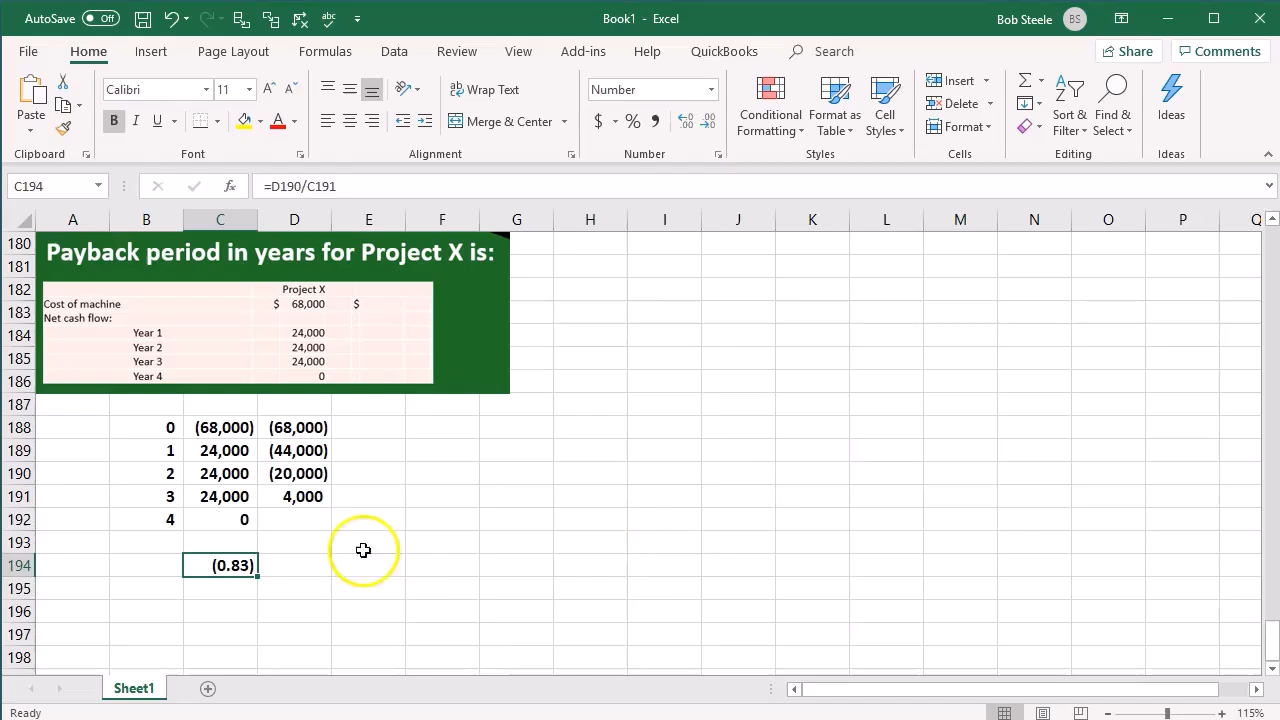 AutoSave Off Book1 - Excel Bob Steele BS
File Home Insert Page Layout Formulas Data Review View Add-ins Help QuickBooks Search Share Comments
Paste Calibri 11 Wrap Text Number Conditional Formatting Format as Table Cell Styles Insert Sort & Filter Find & Select Ideas
B I U A Merge & Center $ % Delete
Format
Clipboard Font Alignment Number Styles Cells Editing Ideas
C194 fx =D190/C191
A B C D E F G H I J K L M N O P Q
180 Payback period in years for Project X is:
181
182 Project X
183 Cost of machine $ 68,000 $
Net cash flow:
184 Year 1 24,000
185 Year 2 24,000
Year 3 24,000
186 Year 4 0
187
188 0 (68,000) (68,000)
189 1 24,000 (44,000)
190 2 24,000 (20,000)
191 3 24,000 4,000
192 4 0
193
194 (0.83)
195
196
197
198
Sheet1
Ready 115%